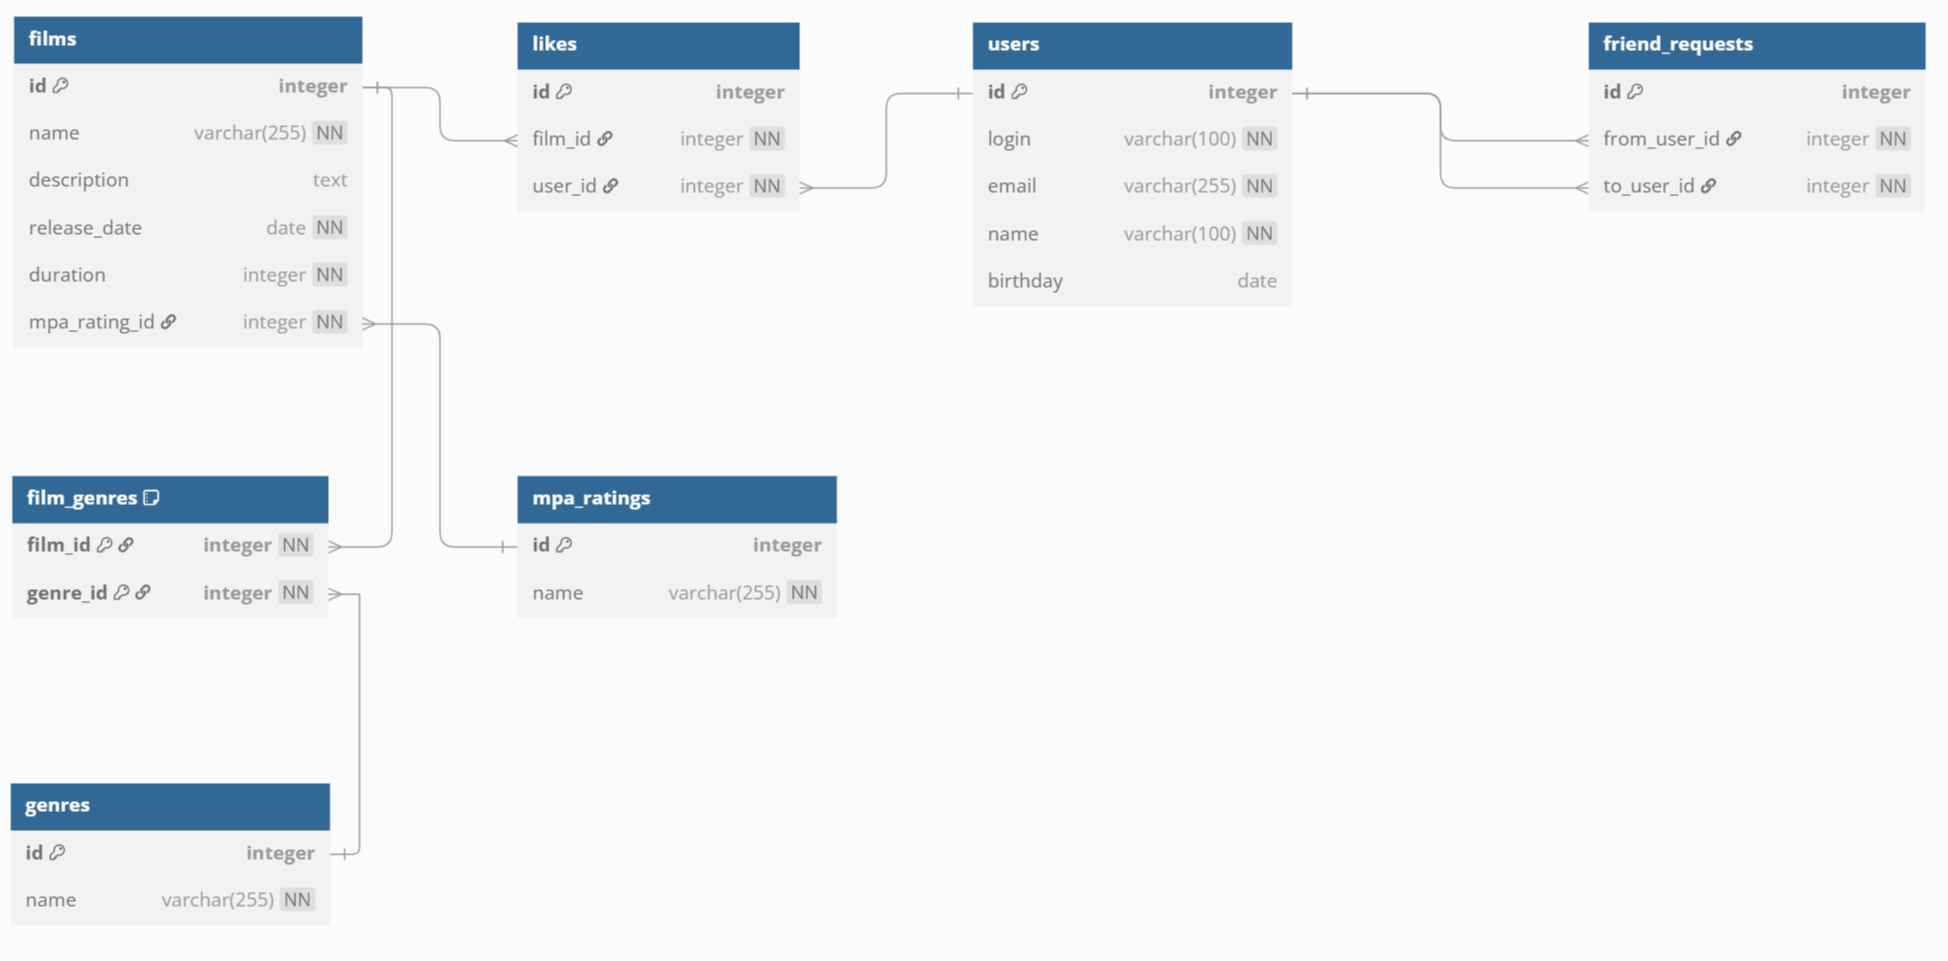 films
id integer
name varchar(255) NN
description text
release_date date NN
duration integer NN
mpa_rating_id integer NN
likes
id integer
film_id integer NN
user_id integer NN
users
id integer
login varchar(100) NN
email varchar(255) NN
name varchar(100) NN
birthday date
friend_requests
id integer
from_user_id integer NN
to_user_id integer NN
film_genres
film_id integer NN
genre_id integer NN
mpa_ratings
id integer
name varchar(255) NN
genres
id integer
name varchar(255) NN